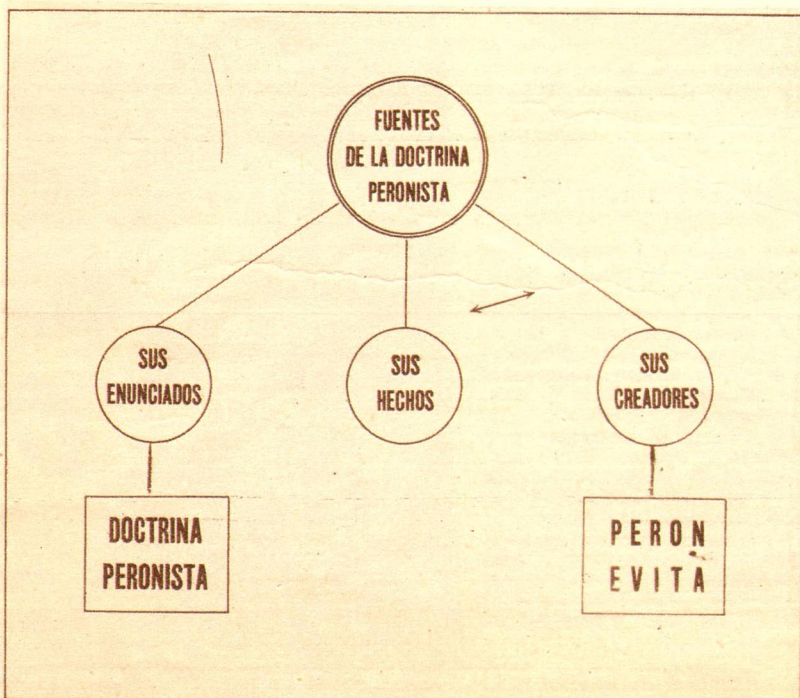 FUENTES
DE LA DOCTRINA
PERONISTA
SUS
ENUNCIADOS
SUS
HECHOS
SUS
CREADORES
DOCTRINA
PERONISTA
PERON
EVITA